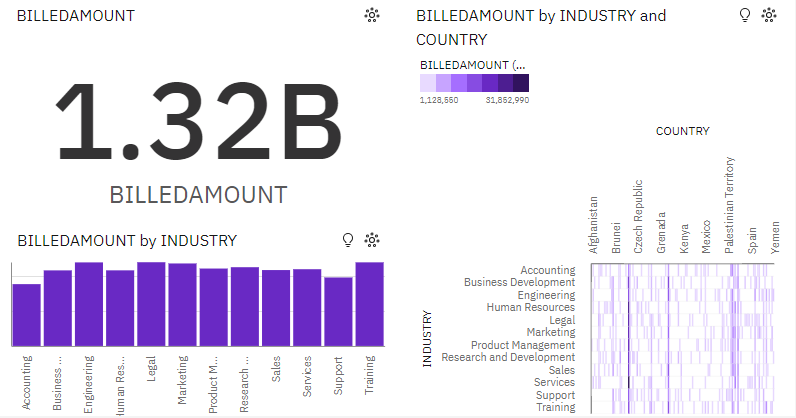 BILLEDAMOUNT
1.32B
BILLEDAMOUNT
BILLEDAMOUNT by INDUSTRY
Accounting
Business ...
Engineering
Human Res...
Legal
Marketing
Product M...
Research ...
Sales
Services
Support
Training
BILLEDAMOUNT by INDUSTRY and
COUNTRY
BILLEDAMOUNT (...
1,128,550 31,852,990
COUNTRY
Afghanistan
Brunei
Czech Republic
Grenada
Kenya
Mexico
Palestinian Territory
Spain
Yemen
INDUSTRY
Accounting
Business Development
Engineering
Human Resources
Legal
Marketing
Product Management
Research and Development
Sales
Services
Support
Training